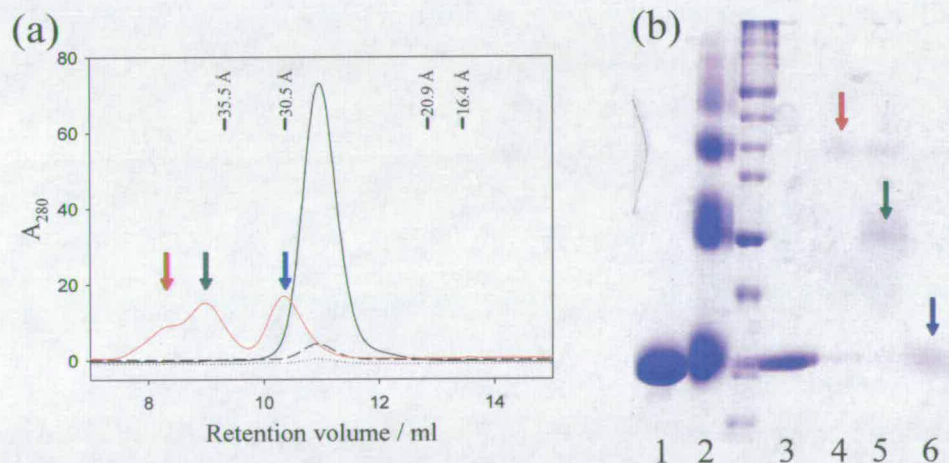 (a)
80
60
40
20
0
A280
35.5 Å
30.5 Å
20.9 Å
16.4 Å
8 10 12 14
Retention volume / ml
(b)
1 2 3 4 5 6